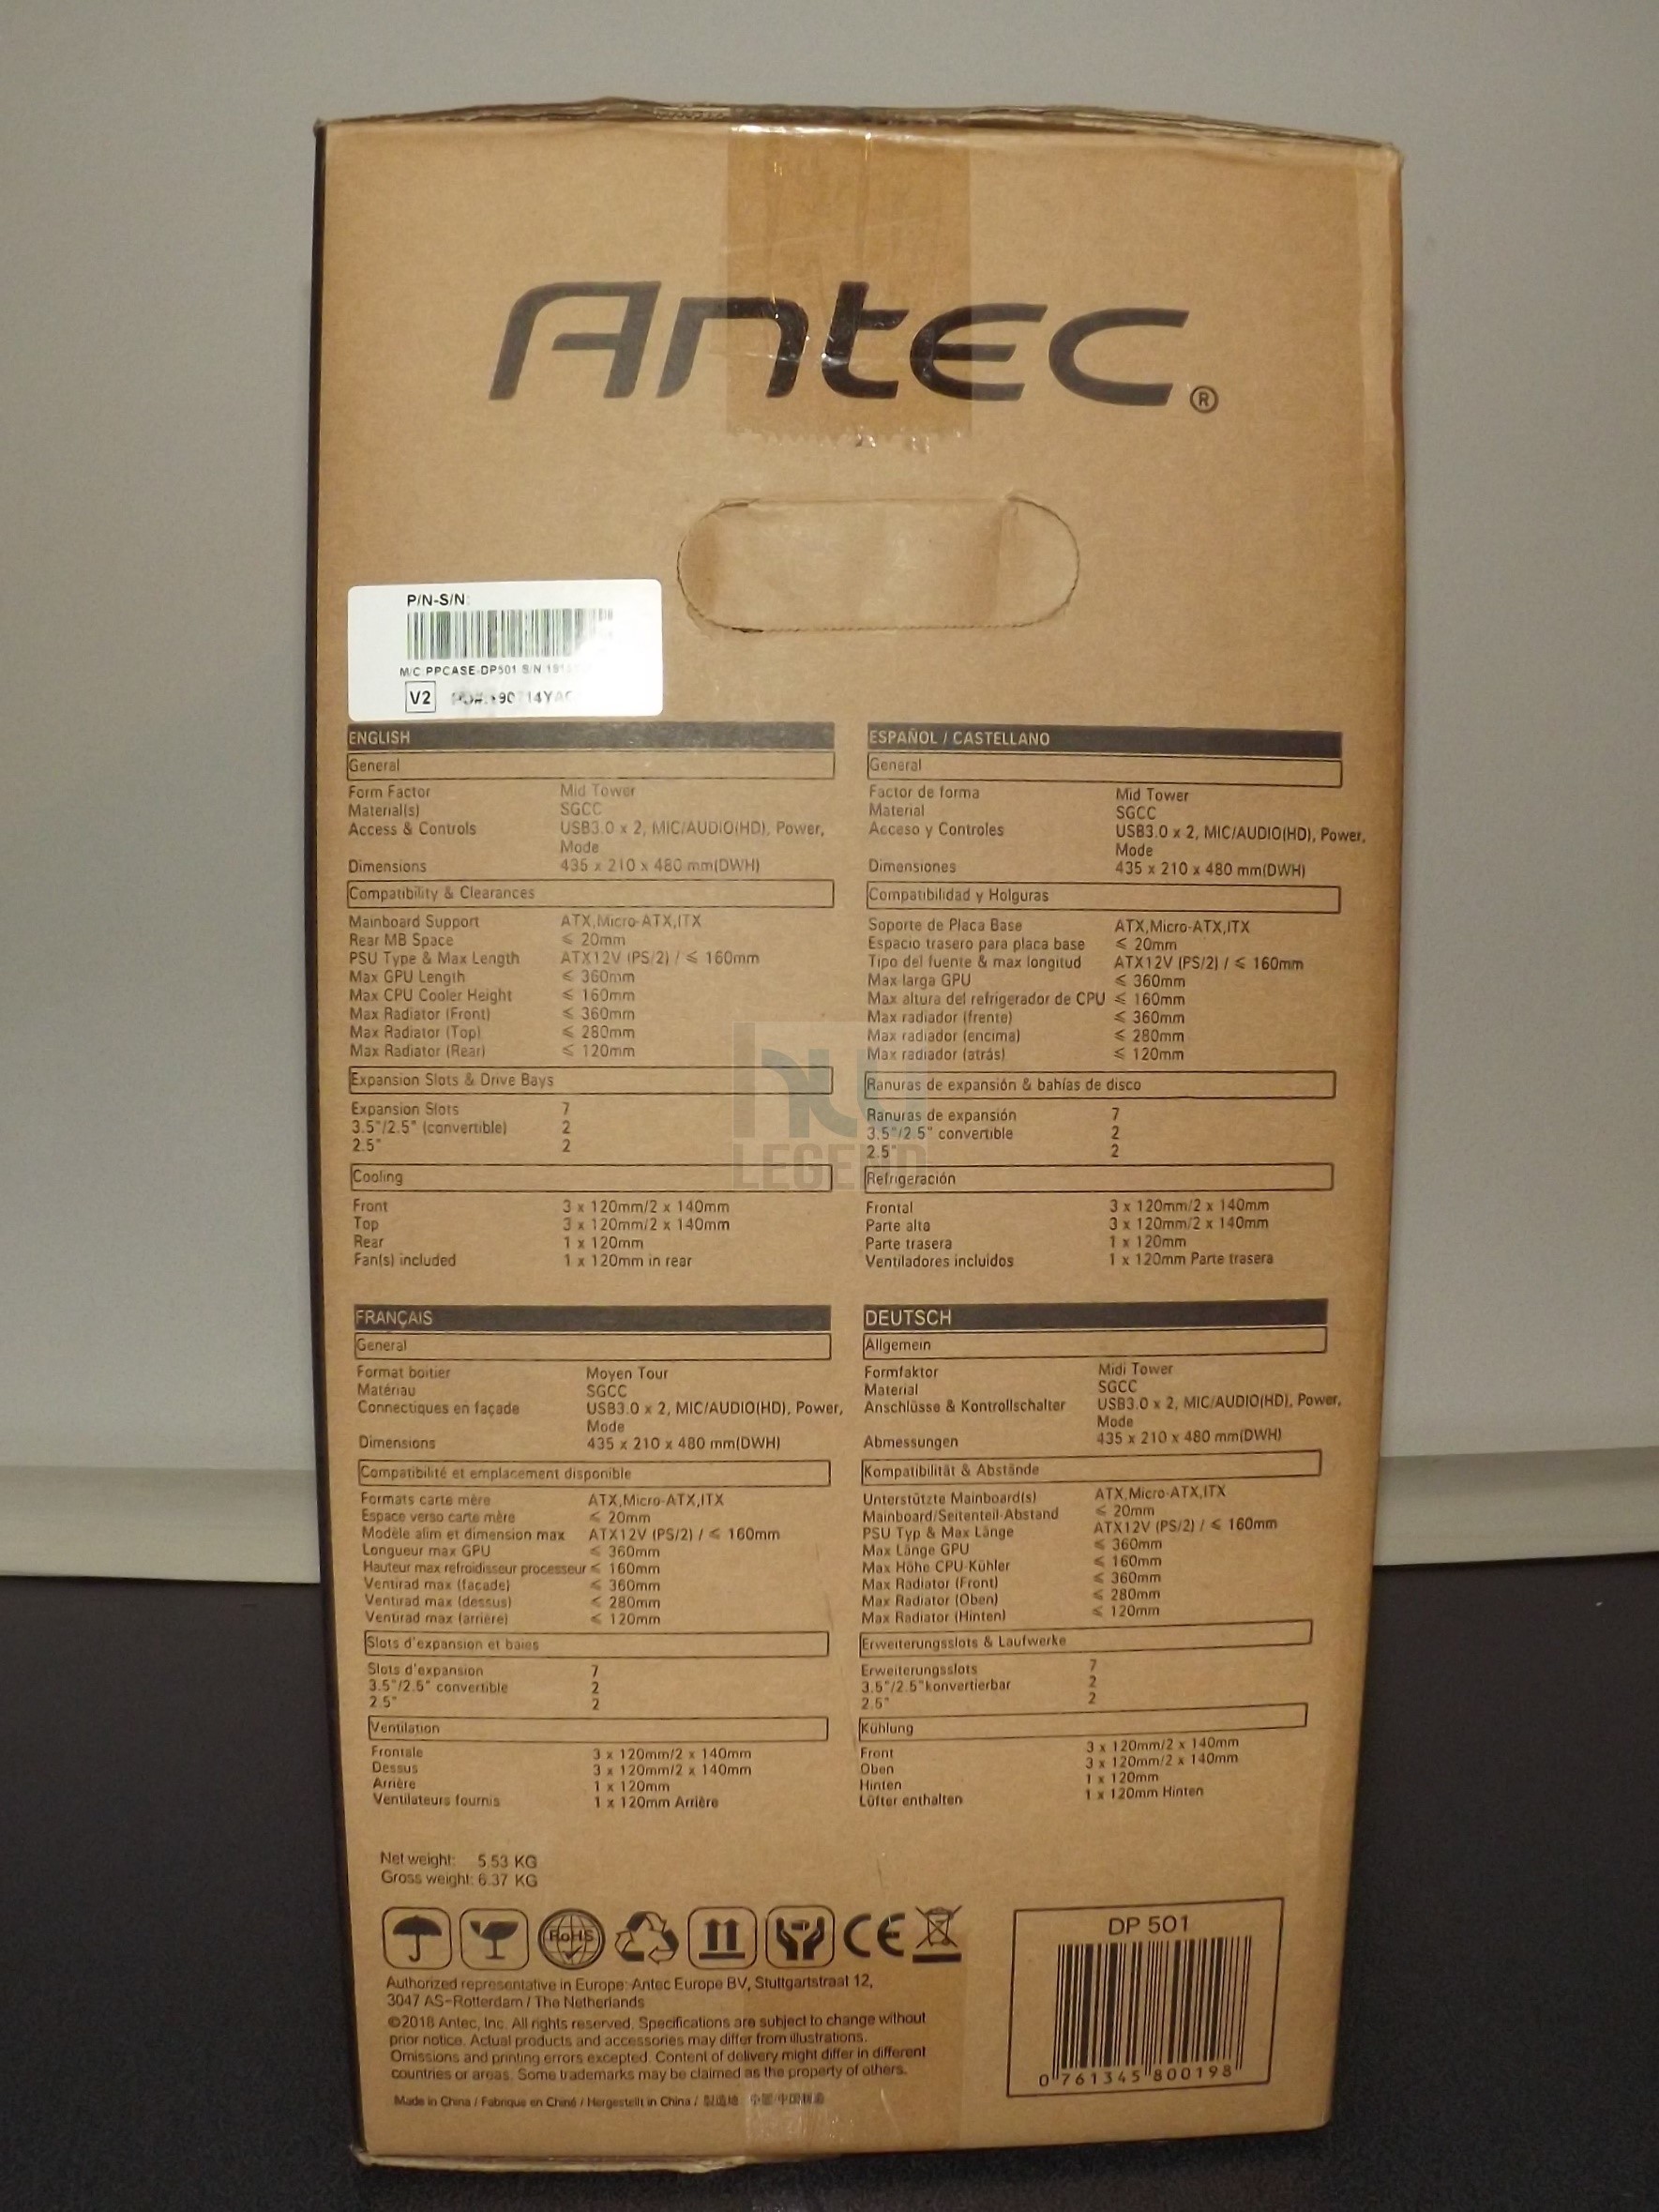 Antec®
P/N-S/N:
M/C PPCASE-DP501 S/N
V2
ENGLISH
General
Form Factor Mid Tower
Material(s) SGCC
Access & Controls USB3.0 x 2, MIC/AUDIO(HD), Power,
Mode
Dimensions 435 x 210 x 480 mm(DWH)
Compatibility & Clearances
Mainboard Support ATX,Micro-ATX,ITX
Rear MB Space ⩽ 20mm
PSU Type & Max Length ATX12V (PS/2) / ⩽ 160mm
Max GPU Length ⩽ 360mm
Max CPU Cooler Height ⩽ 160mm
Max Radiator (Front) ⩽ 360mm
Max Radiator (Top) ⩽ 280mm
Max Radiator (Rear) ⩽ 120mm
Expansion Slots & Drive Bays
Expansion Slots 7
3.5"/2.5" (convertible) 2
2.5" 2
Cooling
Front 3 x 120mm/2 x 140mm
Top 3 x 120mm/2 x 140mm
Rear 1 x 120mm
Fan(s) included 1 x 120mm in rear
ESPAÑOL / CASTELLANO
General
Factor de forma Mid Tower
Material SGCC
Acceso y Controles USB3.0 x 2, MIC/AUDIO(HD), Power,
Mode
Dimensiones 435 x 210 x 480 mm(DWH)
Compatibilidad y Holguras
Soporte de Placa Base ATX,Micro-ATX,ITX
Espacio trasero para placa base ⩽ 20mm
Tipo del fuente & max longitud ATX12V (PS/2) / ⩽ 160mm
Max larga GPU ⩽ 360mm
Max altura del refrigerador de CPU ⩽ 160mm
Max radiador (frente) ⩽ 360mm
Max radiador (encima) ⩽ 280mm
Max radiador (atrás) ⩽ 120mm
Ranuras de expansión & bahías de disco
Ranuras de expansión 7
3.5"/2.5" convertible 2
2.5" 2
Refrigeración
Frontal 3 x 120mm/2 x 140mm
Parte alta 3 x 120mm/2 x 140mm
Parte trasera 1 x 120mm
Ventiladores incluidos 1 x 120mm Parte trasera
hw
LEGEND
FRANÇAIS
General
Format boitier Moyen Tour
Matériau SGCC
Connectiques en façade USB3.0 x 2, MIC/AUDIO(HD), Power,
Mode
Dimensions 435 x 210 x 480 mm(DWH)
Compatibilité et emplacement disponible
Formats carte mère ATX,Micro-ATX,ITX
Espace verso carte mère ⩽ 20mm
Modèle alim et dimension max ATX12V (PS/2) / ⩽ 160mm
Longueur max GPU ⩽ 360mm
Hauteur max refroidisseur processeur ⩽ 160mm
Ventirad max (facade) ⩽ 360mm
Ventirad max (dessus) ⩽ 280mm
Ventirad max (arrière) ⩽ 120mm
Slots d'expansion et baies
Slots d'expansion 7
3.5"/2.5" convertible 2
2.5" 2
Ventilation
Frontale 3 x 120mm/2 x 140mm
Dessus 3 x 120mm/2 x 140mm
Arrière 1 x 120mm
Ventilateurs fournis 1 x 120mm Arrière
DEUTSCH
Allgemein
Formfaktor Midi Tower
Material SGCC
Anschlüsse & Kontrollschalter USB3.0 x 2, MIC/AUDIO(HD), Power,
Mode
Abmessungen 435 x 210 x 480 mm(DWH)
Kompatibilität & Abstände
Unterstützte Mainboard(s) ATX,Micro-ATX,ITX
Mainboard/Seitenteil-Abstand ⩽ 20mm
PSU Typ & Max Länge ATX12V (PS/2) / ⩽ 160mm
Max Länge GPU ⩽ 360mm
Max Höhe CPU-Kühler ⩽ 160mm
Max Radiator (Front) ⩽ 360mm
Max Radiator (Oben) ⩽ 280mm
Max Radiator (Hinten) ⩽ 120mm
Erweiterungsslots & Laufwerke
Erweiterungsslots 7
3.5"/2.5"konvertierbar 2
2.5" 2
Kühlung
Front 3 x 120mm/2 x 140mm
Oben 3 x 120mm/2 x 140mm
Hinten 1 x 120mm
Lüfter enthalten 1 x 120mm Hinten
Net weight: 5.53 KG
Gross weight: 6.37 KG
RoHS
CE
Authorized representative in Europe: Antec Europe BV, Stuttgartstraat 12,
3047 AS-Rotterdam / The Netherlands
©2018 Antec, Inc. All rights reserved. Specifications are subject to change without
prior notice. Actual products and accessories may differ from illustrations.
Omissions and printing errors excepted. Content of delivery might differ in different
countries or areas. Some trademarks may be claimed as the property of others.
Made in China / Fabriqué en Chine / Hergestellt in China /
DP 501
0 761345 800198